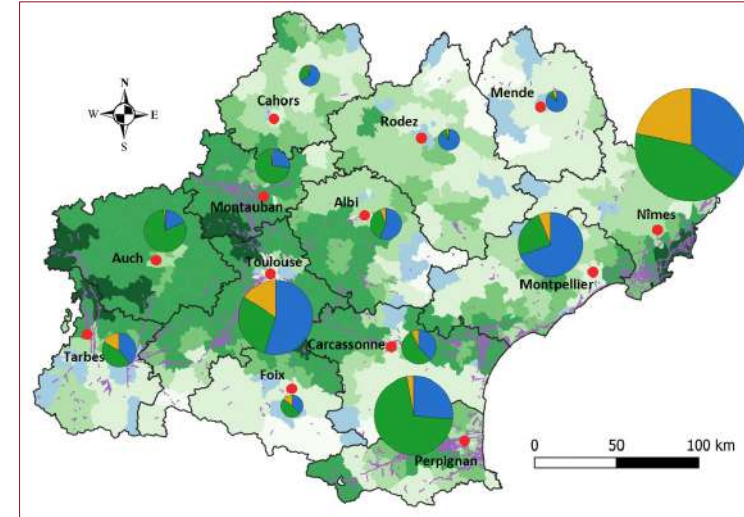 N
W E
S
Cahors
Mende
Rodez
Nîmes
Montauban
Albi
Auch
Toulouse
Montpellier
Carcassonne
Tarbes
Foix
Perpignan
0 50 100 km